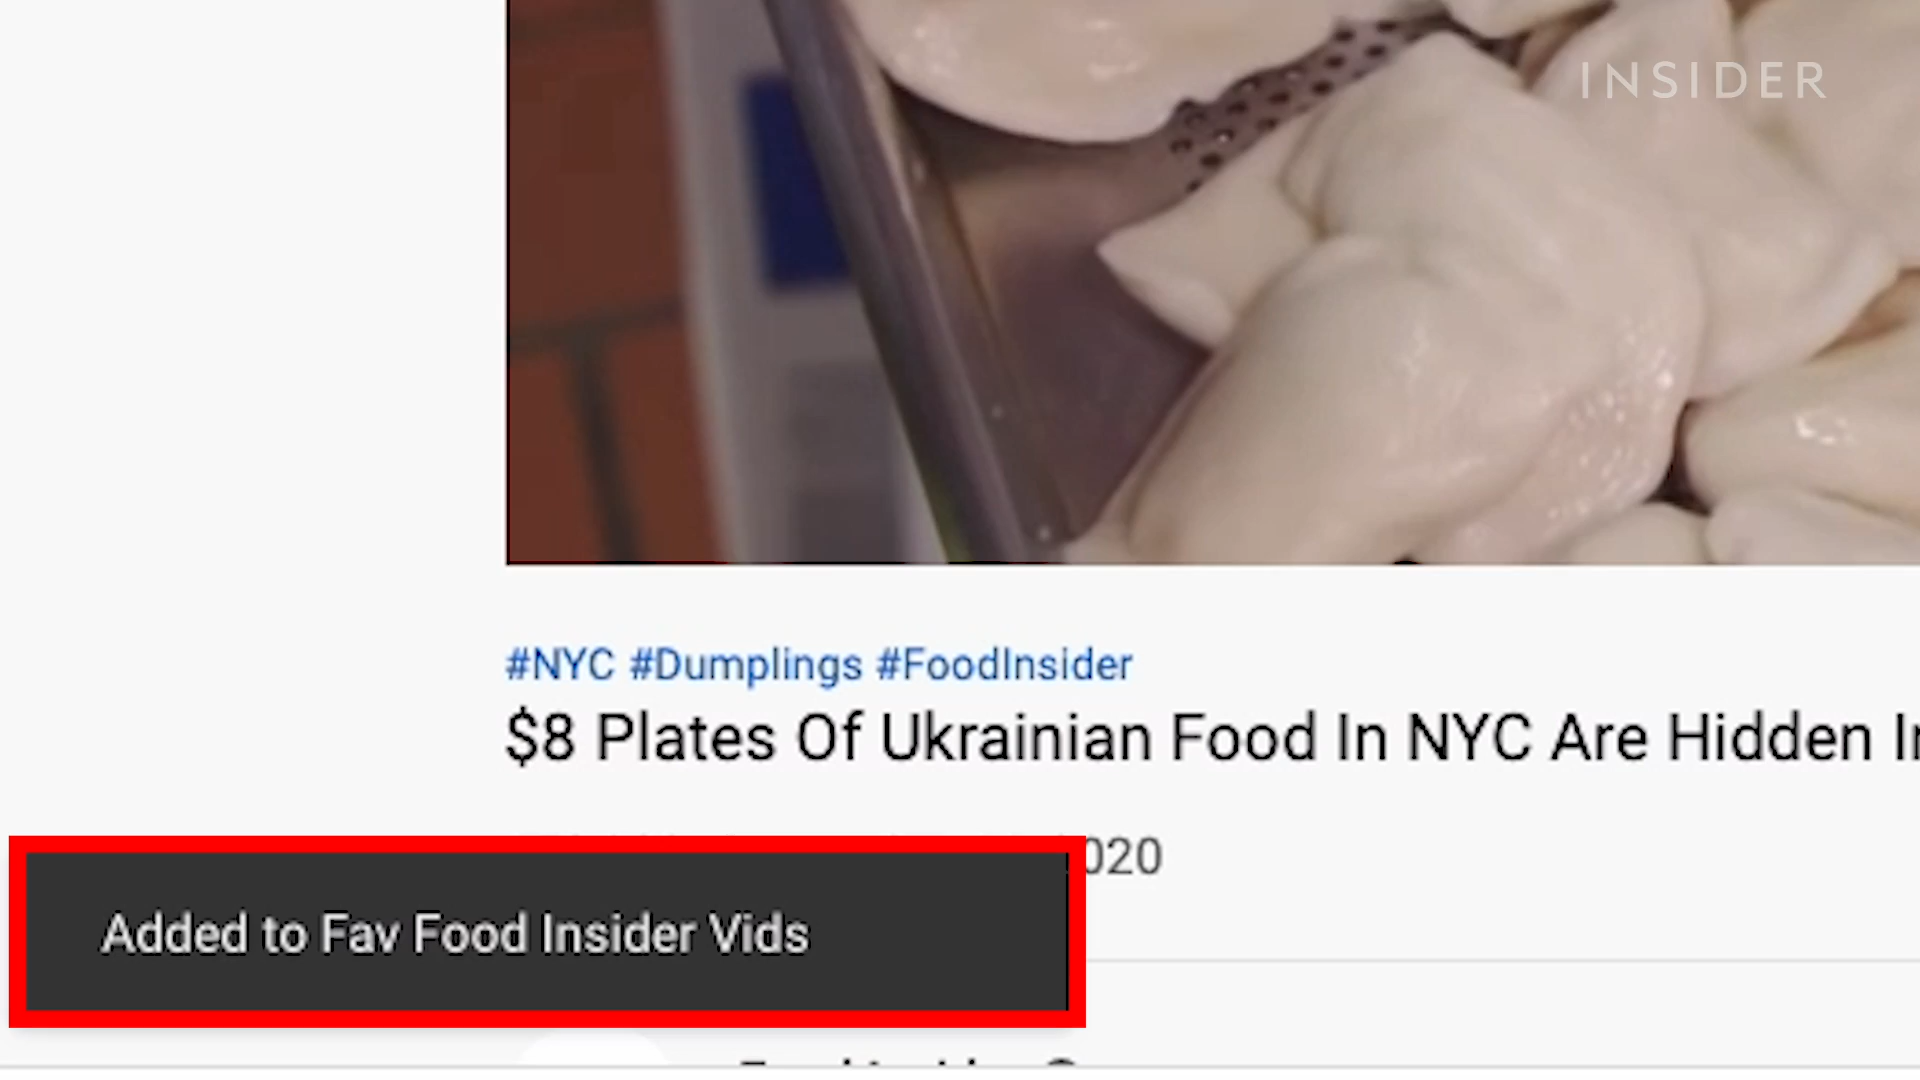 INSIDER
#NYC #Dumplings #FoodInsider
$8 Plates Of Ukrainian Food In NYC Are Hidden
020
Added to Fav Food Insider Vids